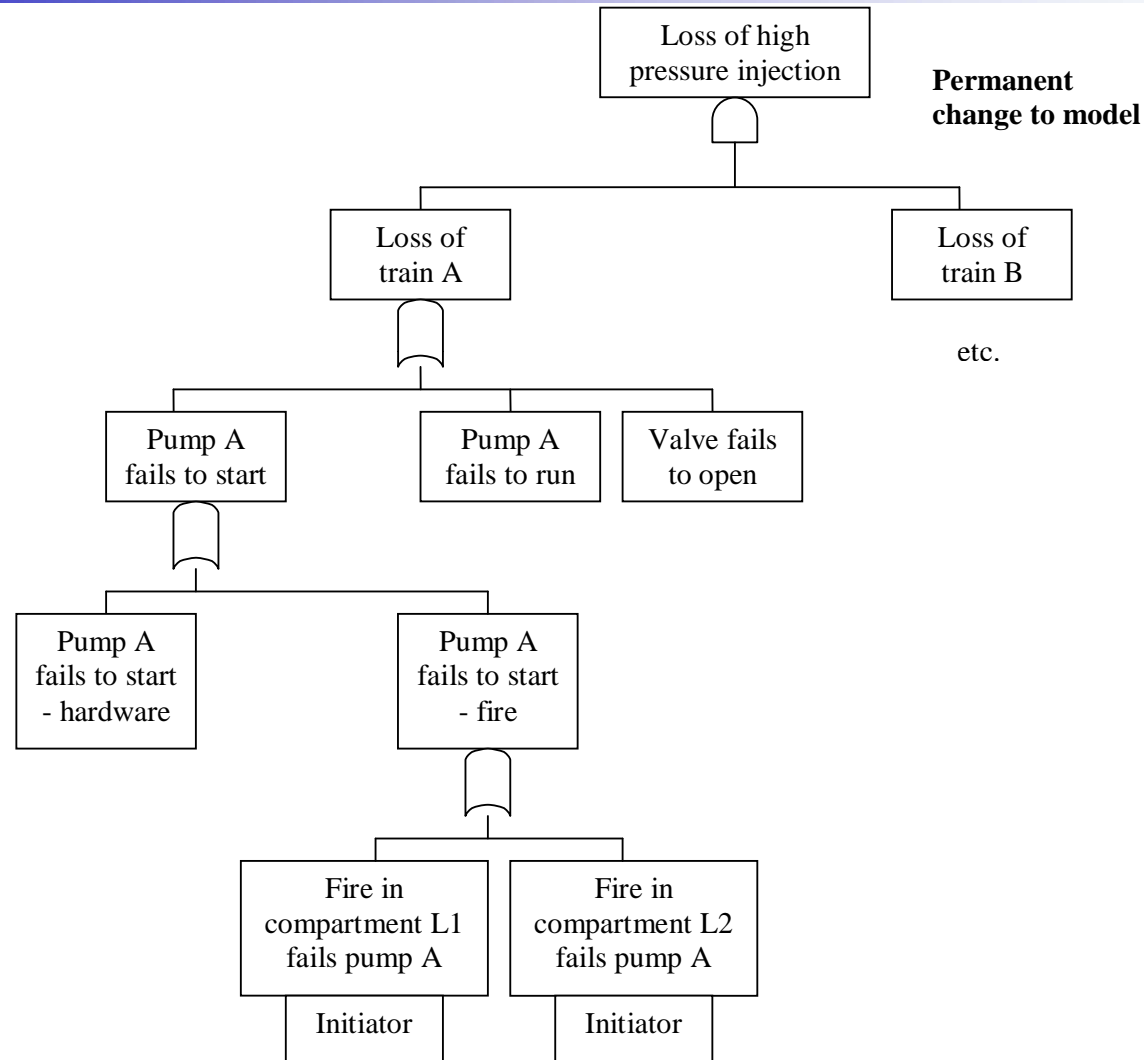 Loss of high
pressure injection
Permanent
change to model
Loss of
train A
Loss of
train B
etc.
Pump A
fails to start
Pump A
fails to run
Valve fails
to open
Pump A
fails to start
- hardware
Pump A
fails to start
- fire
Fire in
compartment L1
fails pump A
Fire in
compartment L2
fails pump A
Initiator
Initiator